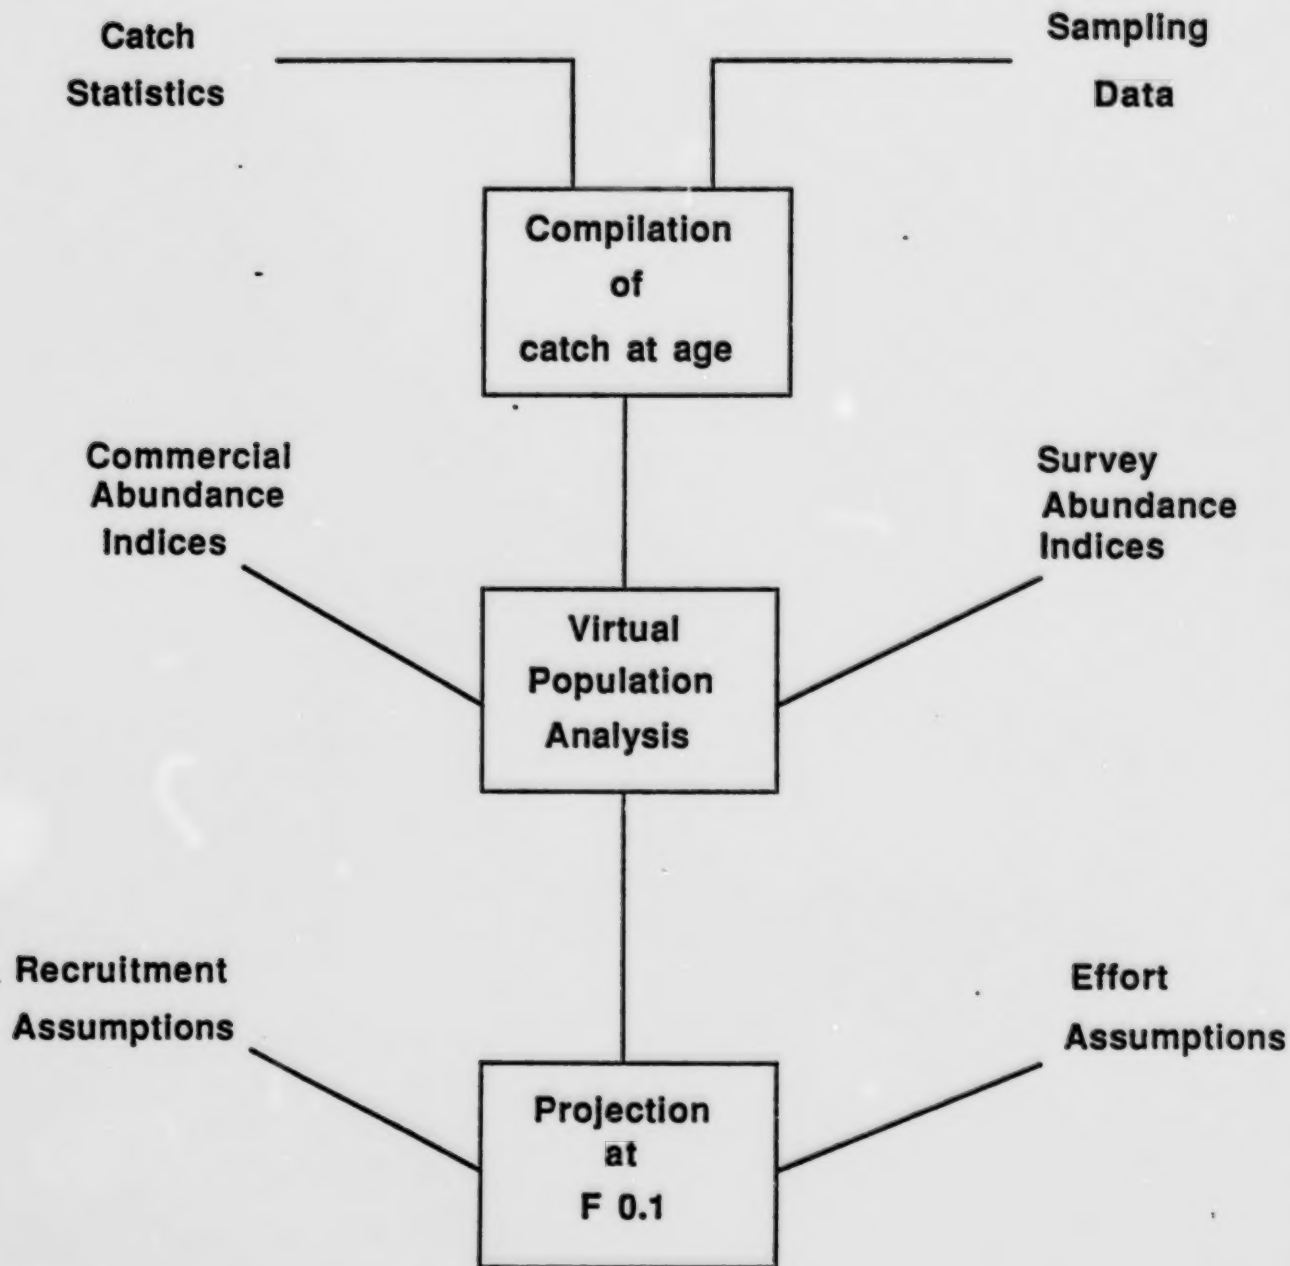 Catch
Statistics
Sampling
Data
Compilation
of
catch at age
Commercial
Abundance
Indices
Survey
Abundance
Indices
Virtual
Population
Analysis
Recruitment
Assumptions
Effort
Assumptions
Projection
at
F 0.1